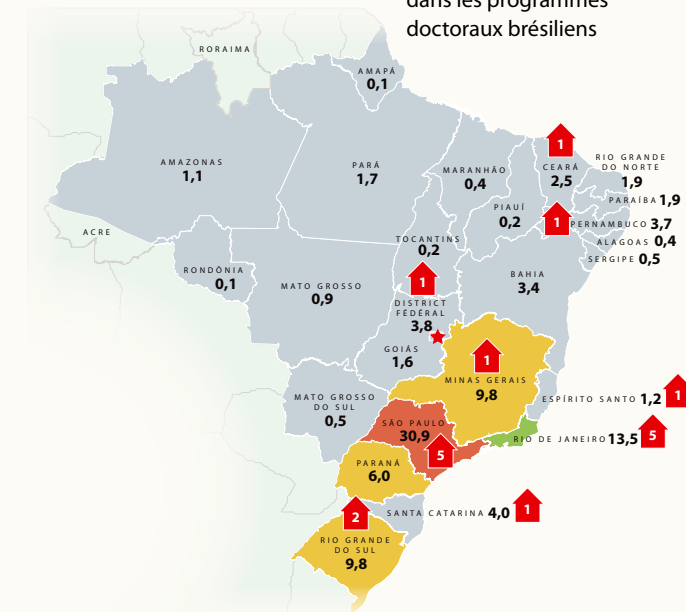 dans les programmes
doctoraux brésiliens
RORAIMA
AMAPÁ
0,1
AMAZONAS
1,1
PARÁ
1,7
MARANHÃO
0,4
1
CEARÁ
2,5
RIO GRANDE
DO NORTE
1,9
PARAÍBA 1,9
PIAUÍ
0,2
1
PERNAMBUCO 3,7
ALAGOAS 0,4
SERGIPE 0,5
ACRE
RONDÔNIA
0,1
MATO GROSSO
0,9
TOCANTINS
0,2
1
BAHIA
3,4
DISTRICT
FÉDÉRAL
3,8
GOIÁS
1,6
1
MINAS GERAIS
9,8
MATO GROSSO
DO SUL
0,5
ESPÍRITO SANTO 1,2 1
SÃO PAULO
30,9
5
RIO DE JANEIRO 13,5 5
PARANÁ
6,0
2
SANTA CATARINA 4,0 1
RIO GRANDE
DO SUL
9,8